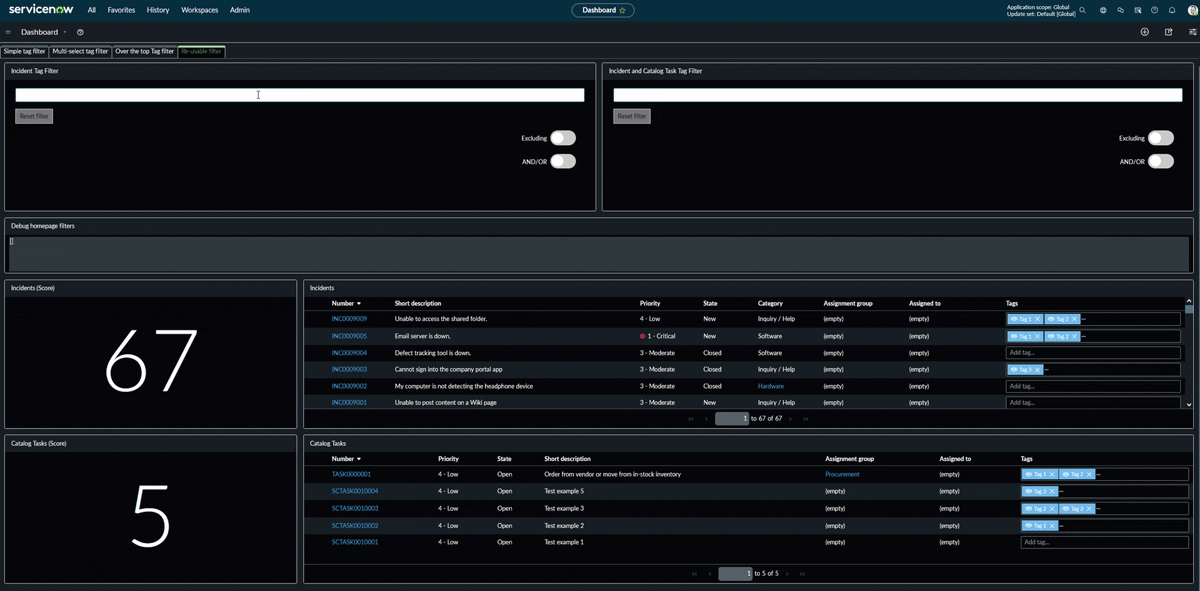 servicenow All Favorites History Workspaces Admin Dashboard Application scope: Global
Update set: Default [Global]
Dashboard
Simple tag filter Multi-select tag filter Over the top Tag filter Re-usable filter
Incident Tag Filter Incident and Catalog Task Tag Filter
Reset filter Reset filter
Excluding Excluding
AND/OR AND/OR
Debug homepage filters
[]
Incidents (Score) Incidents
Number Short description Priority State Category Assignment group Assigned to Tags
INC0009009 Unable to access the shared folder. 4 - Low New Inquiry / Help (empty) (empty) Tag 1 Tag 2
INC0009005 Email server is down. 1 - Critical New Software (empty) (empty) Tag 1 Tag 2
INC0009004 Defect tracking tool is down. 3 - Moderate Closed Software (empty) (empty) Add tag...
INC0009003 Cannot sign into the company portal app 3 - Moderate Closed Inquiry / Help (empty) (empty) Tag 3
INC0009002 My computer is not detecting the headphone device 3 - Moderate Closed Hardware (empty) (empty) Add tag...
INC0009001 Unable to post content on a Wiki page 3 - Moderate New Inquiry / Help (empty) (empty) Add tag...
67
1 to 67 of 67
Catalog Tasks (Score) Catalog Tasks
Number Priority State Short description Assignment group Assigned to Tags
TASK0000001 4 - Low Open Order from vendor or move from in-stock inventory Procurement (empty) Tag 1 Tag 2
SCTASK0010004 4 - Low Open Test example 5 (empty) (empty) Tag 3
SCTASK0010003 4 - Low Open Test example 3 (empty) (empty) Tag 2 Tag 3
SCTASK0010002 4 - Low Open Test example 2 (empty) (empty) Tag 1
SCTASK0010001 4 - Low Open Test example 1 (empty) (empty) Add tag...
5
1 to 5 of 5